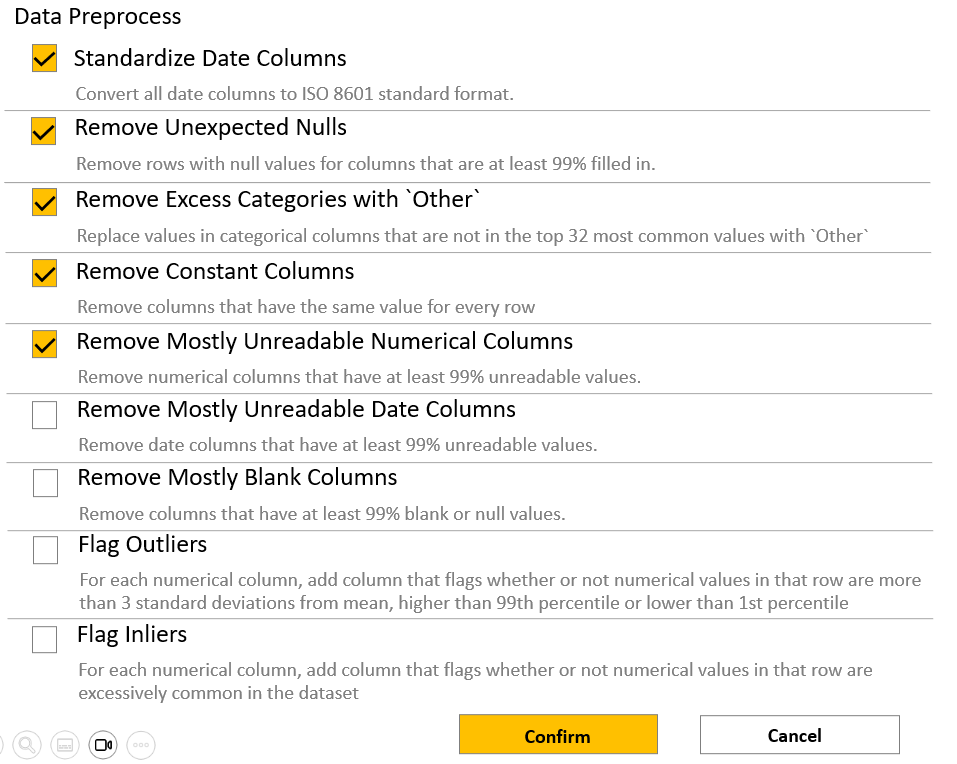 Data Preprocess
Standardize Date Columns
Convert all date columns to ISO 8601 standard format.
Remove Unexpected Nulls
Remove rows with null values for columns that are at least 99% filled in.
Remove Excess Categories with `Other`
Replace values in categorical columns that are not in the top 32 most common values with `Other`
Remove Constant Columns
Remove columns that have the same value for every row
Remove Mostly Unreadable Numerical Columns
Remove numerical columns that have at least 99% unreadable values.
Remove Mostly Unreadable Date Columns
Remove date columns that have at least 99% unreadable values.
Remove Mostly Blank Columns
Remove columns that have at least 99% blank or null values.
Flag Outliers
For each numerical column, add column that flags whether or not numerical values in that row are more
than 3 standard deviations from mean, higher than 99th percentile or lower than 1st percentile
Flag Inliers
For each numerical column, add column that flags whether or not numerical values in that row are
excessively common in the dataset
Confirm
Cancel